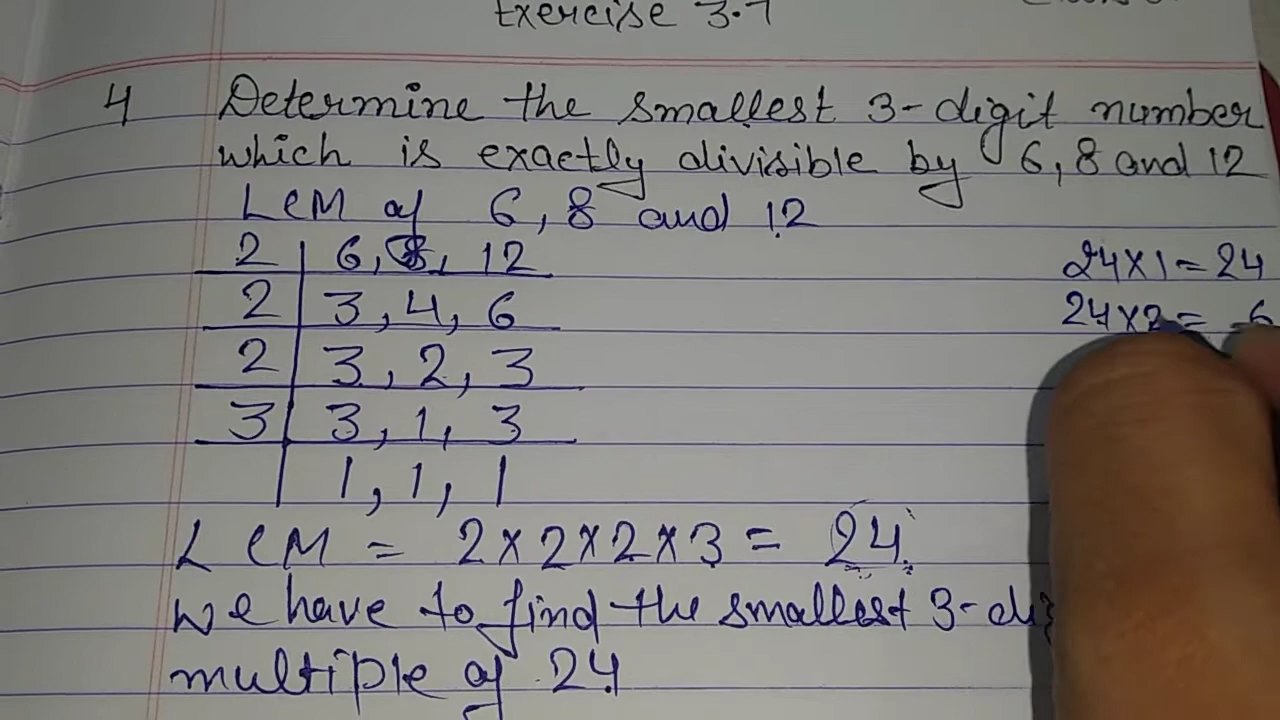 Exercise 3.7
4 Determine the smallest 3-digit number
which is exactly divisible by 6, 8 and 12
LCM of 6, 8 and 12
2 | 6, 8, 12
24×1=24
2 | 3, 4, 6
24×2=
2 | 3, 2, 3
3 | 3, 1, 3
| 1, 1, 1
LCM = 2×2×2×3 = 24
We have to find the smallest 3-
multiple of 24